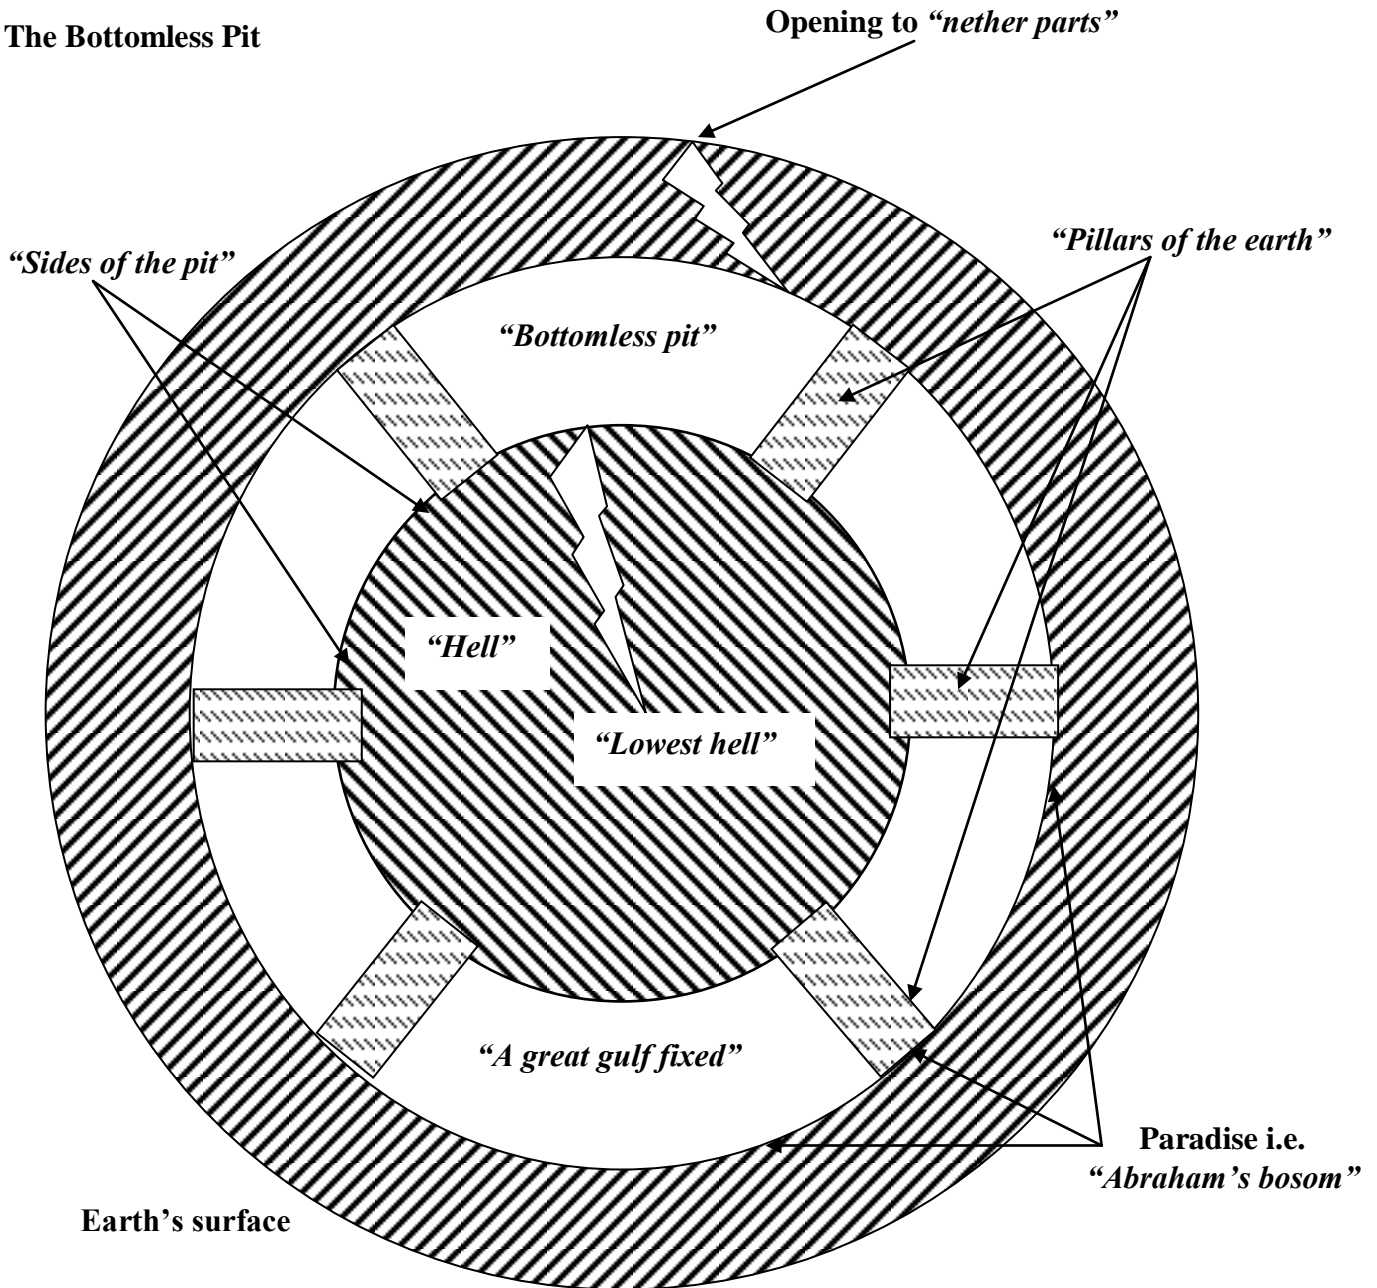 Opening to “nether parts”
The Bottomless Pit
“Pillars of the earth”
“Sides of the pit”
“Bottomless pit”
“Hell”
“Lowest hell”
“A great gulf fixed”
Paradise i.e.
“Abraham’s bosom”
Earth’s surface